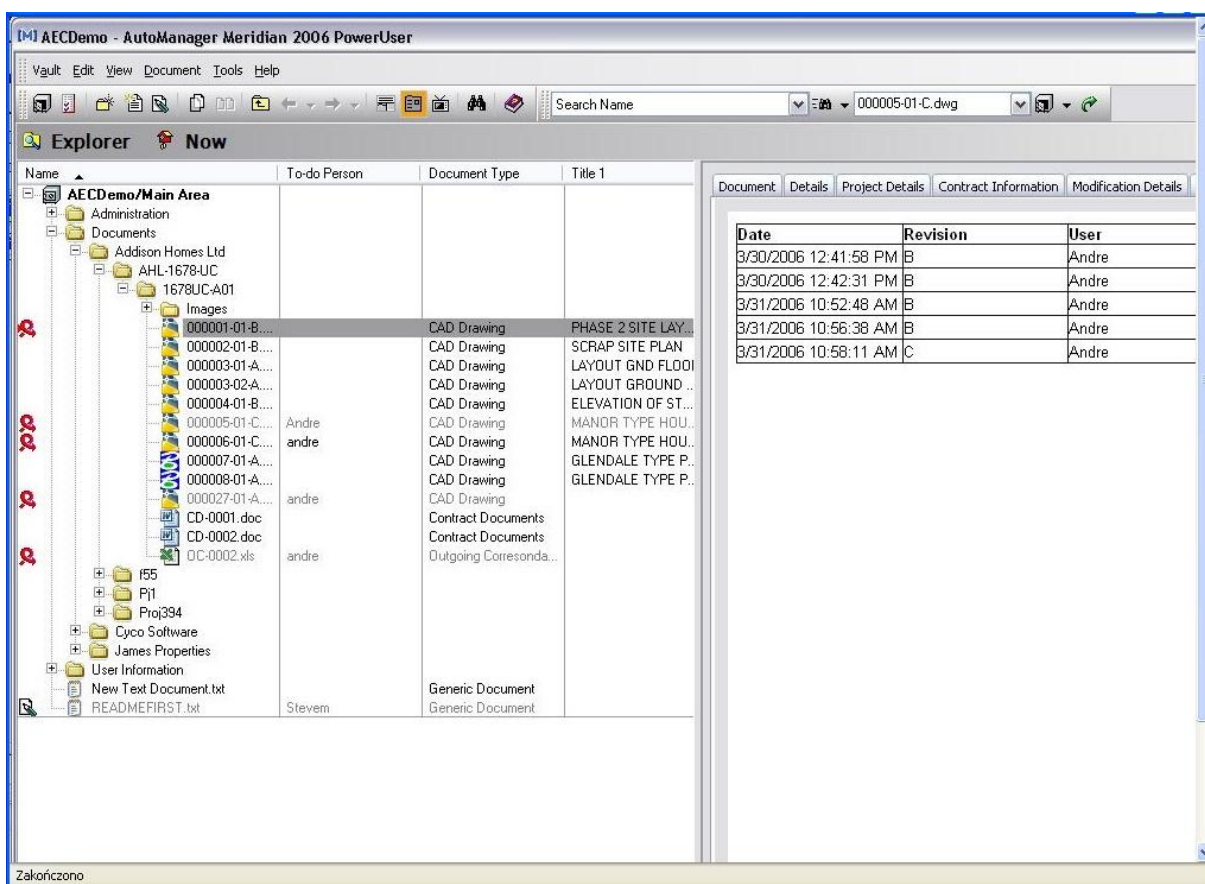 [M] AECDemo - AutoManager Meridian 2006 PowerUser
Vault Edit View Document Tools Help
Search Name 000005-01-C.dwg
Explorer Now
Name To-do Person Document Type Title 1
AECDemo/Main Area
Administration
Documents
Addison Homes Ltd
AHL-1678-UC
1678UC-A01
Images
000001-01-B.... CAD Drawing PHASE 2 SITE LAY...
000002-01-B.... CAD Drawing SCRAP SITE PLAN
000003-01-A.... CAD Drawing LAYOUT GND FLOOI
000003-02-A.... CAD Drawing LAYOUT GROUND ...
000004-01-B.... CAD Drawing ELEVATION OF ST...
000005-01-C.... Andre CAD Drawing MANOR TYPE HOU...
000006-01-C.... andre CAD Drawing MANOR TYPE HOU...
000007-01-A.... CAD Drawing GLENDALE TYPE P...
000008-01-A.... CAD Drawing GLENDALE TYPE P...
000027-01-A.... andre CAD Drawing
CD-0001.doc Contract Documents
CD-0002.doc Contract Documents
OC-0002.xls andre Outgoing Corresonda...
f55
Pj1
Proj394
Cyco Software
James Properties
User Information
New Text Document.txt Generic Document
READMEFIRST.txt Stevem Generic Document
Document Details Project Details Contract Information Modification Details
Date Revision User
3/30/2006 12:41:58 PM B Andre
3/30/2006 12:42:31 PM B Andre
3/31/2006 10:52:48 AM B Andre
3/31/2006 10:56:38 AM B Andre
3/31/2006 10:58:11 AM C Andre
Zakończono